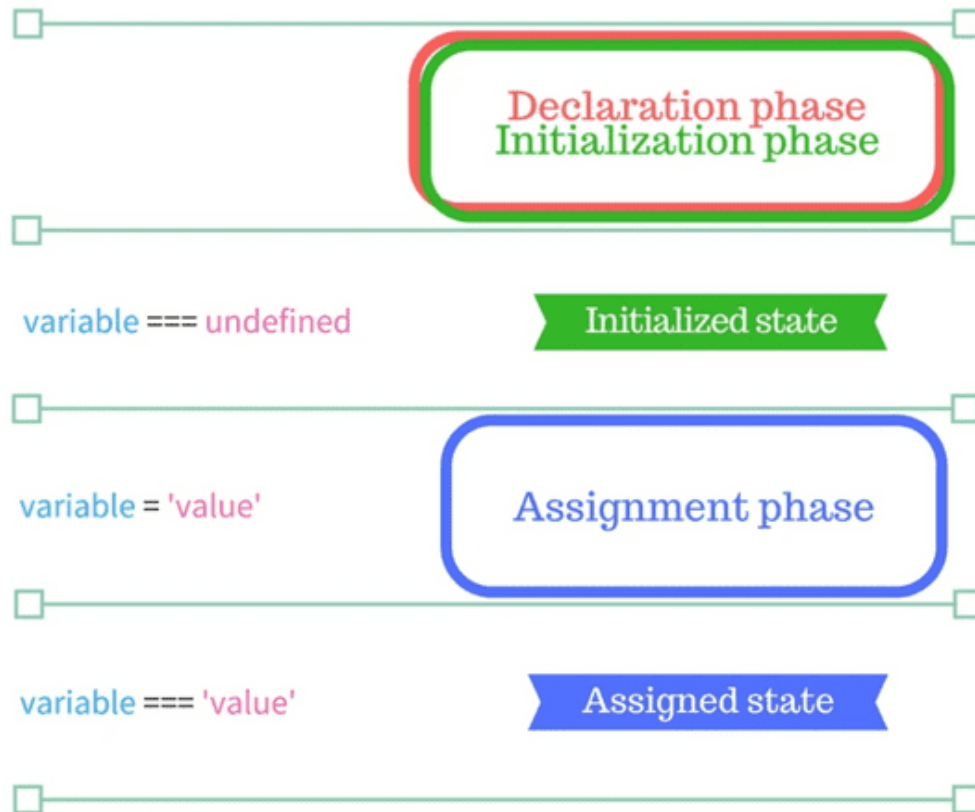 Declaration phase
Initialization phase
variable === undefined
Initialized state
variable = 'value'
Assignment phase
variable === 'value'
Assigned state